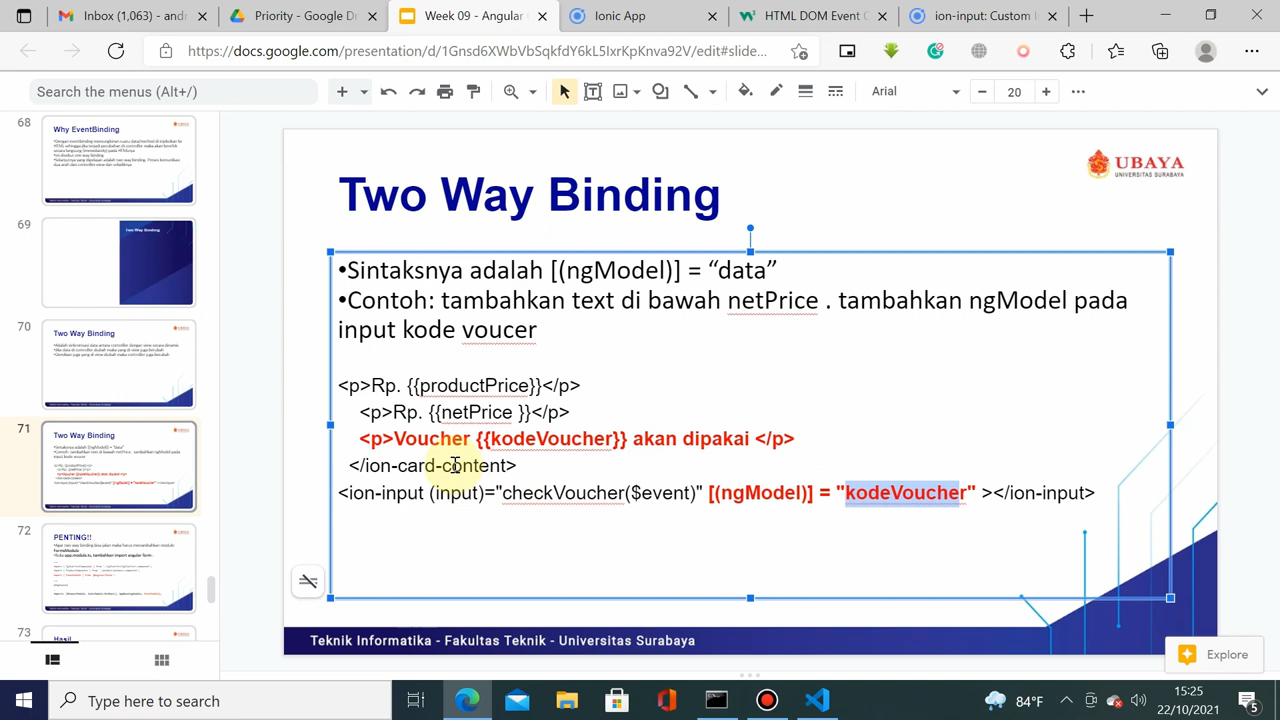 Inbox (1,063) - andre
Priority - Google Dri
Week 09 - Angular
Ionic App
HTML DOM Event
ion-input: Custom I
https://docs.google.com/presentation/d/1Gnsd6XWbVbSqkfdY6kL5IxrKpKnva92V/edit#slide...
Search the menus (Alt+/)
Arial
20
68
Why EventBinding
69
Two Way Binding
70
Two Way Binding
71
Two Way Binding
72
PENTING!!
73
Hasil
UBAYA
UNIVERSITAS SURABAYA
Two Way Binding
•Sintaksnya adalah [(ngModel)] = “data”
•Contoh: tambahkan text di bawah netPrice . tambahkan ngModel pada
input kode voucer
<p>Rp. {{productPrice}}</p>
<p>Rp. {{netPrice }}</p>
<p>Voucher {{kodeVoucher}} akan dipakai </p>
</ion-card-content>
<ion-input (input)="checkVoucher($event)" [(ngModel)] = "kodeVoucher" ></ion-input>
Teknik Informatika - Fakultas Teknik - Universitas Surabaya
Explore
Type here to search
84°F
15:25
22/10/2021
5